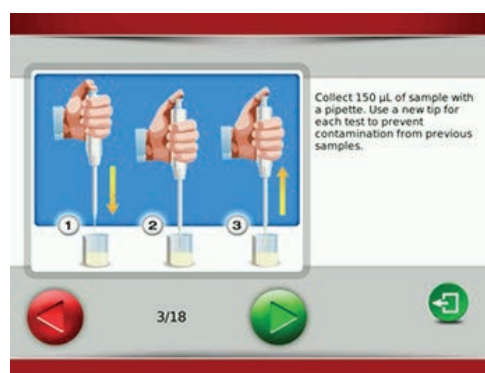 Collect 150 µL of sample with
a pipette. Use a new tip for
each test to prevent
contamination from previous
samples.
1 2 3
3/18